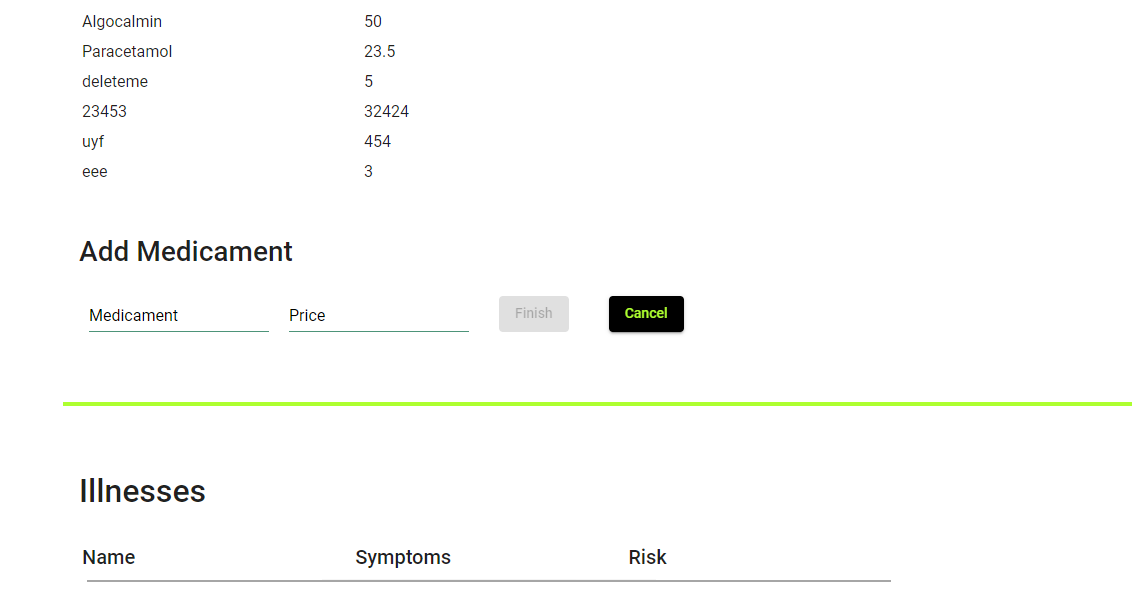 Algocalmin 50
Paracetamol 23.5
deleteme 5
23453 32424
uyf 454
eee 3
Add Medicament
Medicament Price Finish Cancel
Illnesses
Name Symptoms Risk